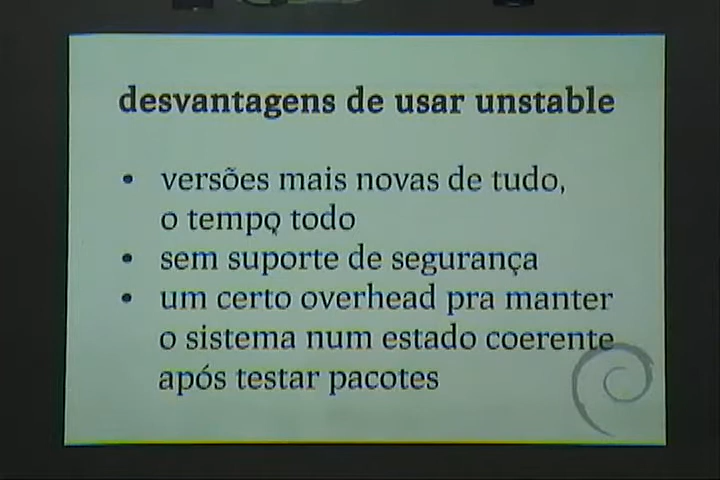 desvantagens de usar unstable
• versões mais novas de tudo,
o tempo todo
• sem suporte de segurança
• um certo overhead pra manter
o sistema num estado coerente
após testar pacotes